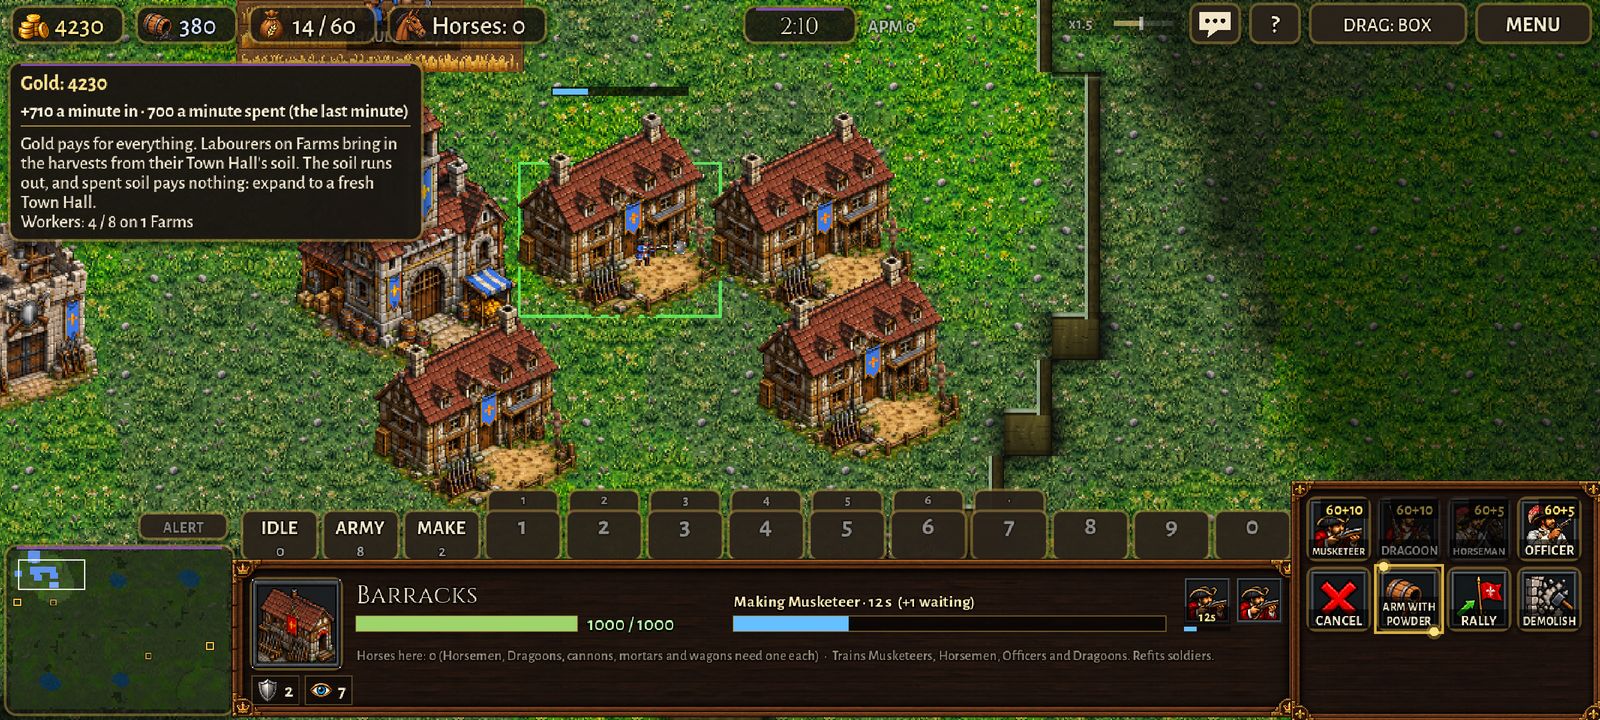 4230
380
14/60
Horses: 0
2:10
APM 0
x1.5
?
DRAG: BOX
MENU
Gold: 4230
+710 a minute in · 700 a minute spent (the last minute)
Gold pays for everything. Labourers on Farms bring in
the harvests from their Town Hall's soil. The soil runs
out, and spent soil pays nothing: expand to a fresh
Town Hall.
Workers: 4 / 8 on 1 Farms
1 2 3 4 5 6
ALERT
IDLE
0
ARMY
8
MAKE
2
1 2 3 4 5 6 7 8 9 0
BARRACKS
1000 / 1000
Making Musketeer · 12 s (+1 waiting)
12s
Horses here: 0 (Horsemen, Dragoons, cannons, mortars and wagons need one each) · Trains Musketeers, Horsemen, Officers and Dragoons. Refits soldiers.
2
7
60+10
MUSKETEER
60+10
DRAGOON
60+5
HORSEMAN
60+5
OFFICER
CANCEL
ARM WITH
POWDER
RALLY
DEMOLISH